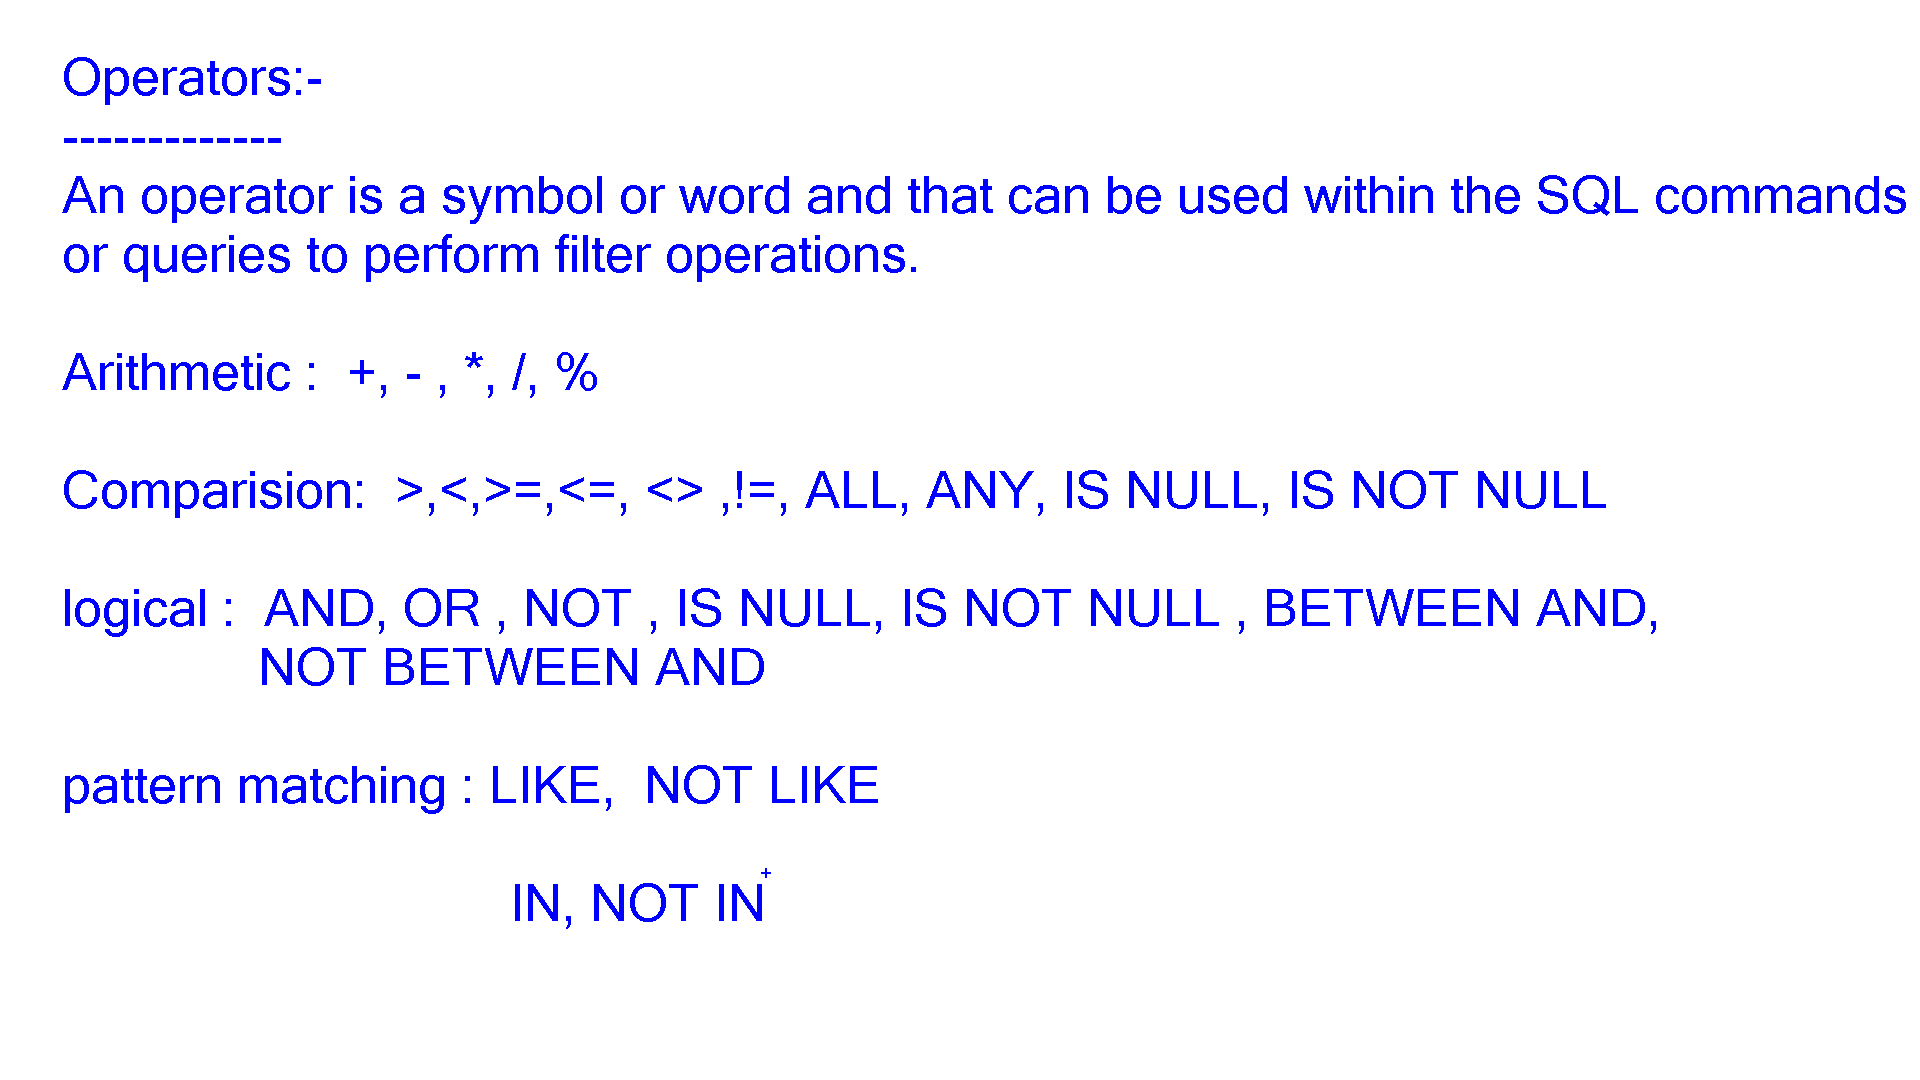 Operators:-
-------------
An operator is a symbol or word and that can be used within the SQL commands
or queries to perform filter operations.
Arithmetic :  +, - , *, /, %
Comparision:  >,<,>=,<=, <> ,!=, ALL, ANY, IS NULL, IS NOT NULL
logical :  AND, OR , NOT , IS NULL, IS NOT NULL , BETWEEN AND,
NOT BETWEEN AND
pattern matching : LIKE,  NOT LIKE
IN, NOT IN